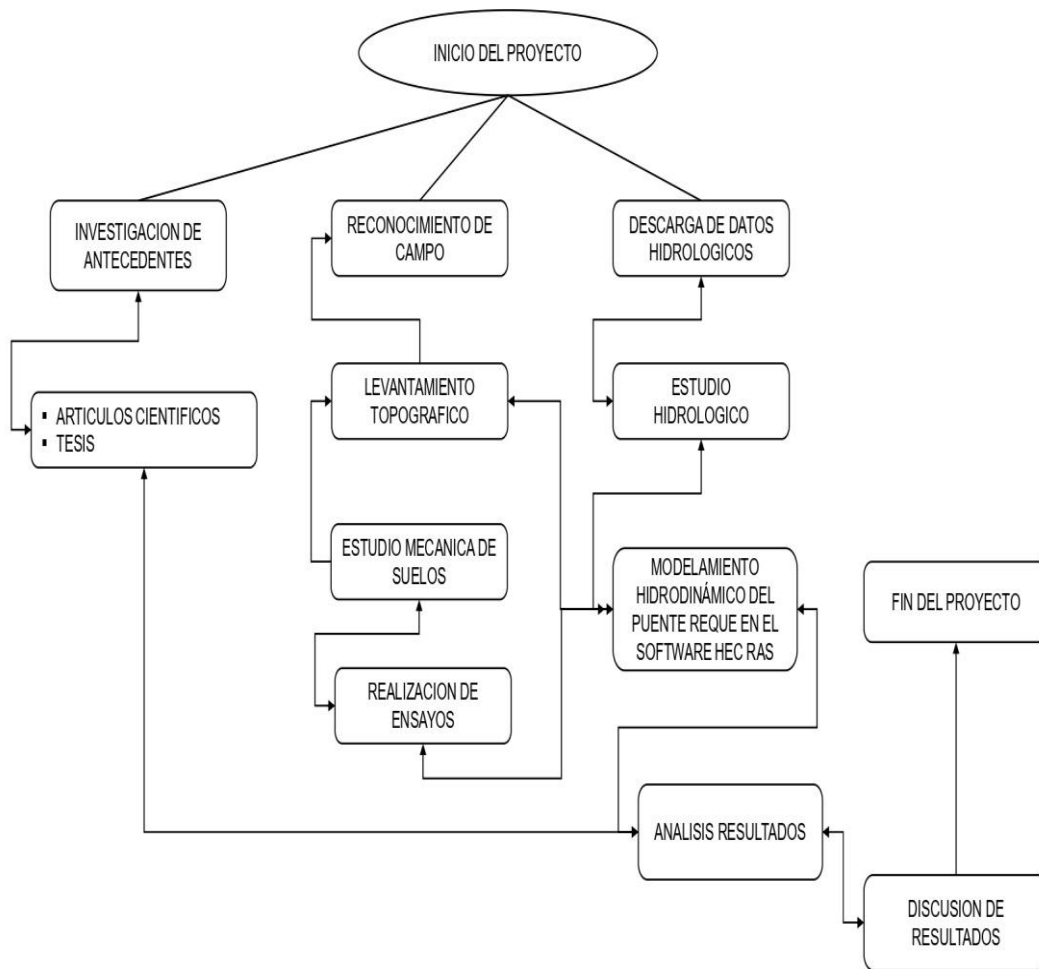 INICIO DEL PROYECTO
INVESTIGACION DE
ANTECEDENTES
RECONOCIMIENTO DE
CAMPO
DESCARGA DE DATOS
HIDROLOGICOS
▪ ARTICULOS CIENTIFICOS
▪ TESIS
LEVANTAMIENTO
TOPOGRAFICO
ESTUDIO
HIDROLOGICO
ESTUDIO MECANICA DE
SUELOS
MODELAMIENTO
HIDRODINÁMICO DEL
PUENTE REQUE EN EL
SOFTWARE HEC RAS
FIN DEL PROYECTO
REALIZACION DE
ENSAYOS
ANALISIS RESULTADOS
DISCUSION DE
RESULTADOS